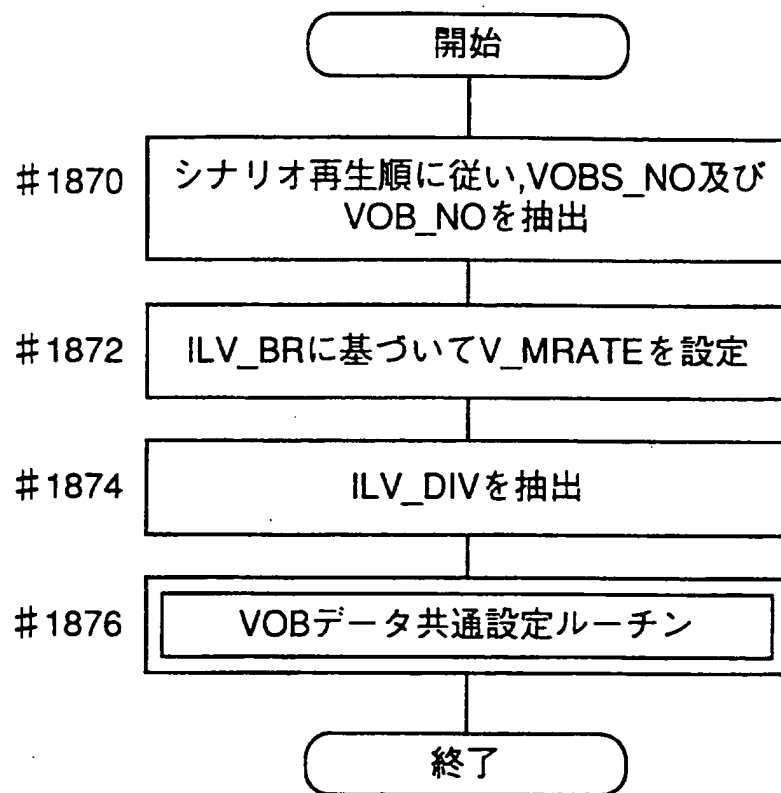 開始
#1870
シナリオ再生順に従い,VOBS_NO及び
VOB_NOを抽出
#1872
ILV_BRに基づいてV_MRATEを設定
#1874
ILV_DIVを抽出
#1876
VOBデータ共通設定ルーチン
終了